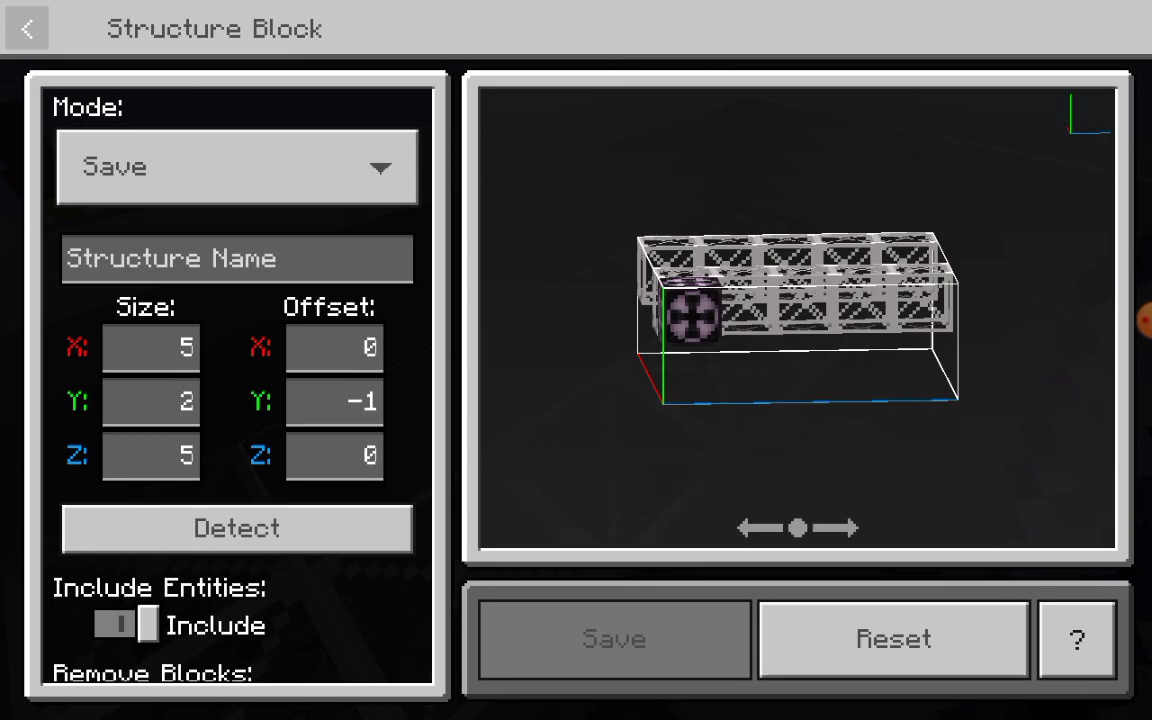 Structure Block
Mode:
Save
Structure Name
Size: Offset:
X: 5 X: 0
Y: 2 Y: -1
Z: 5 Z: 0
Detect
Include Entities:
Include
Remove Blocks:
Save Reset ?